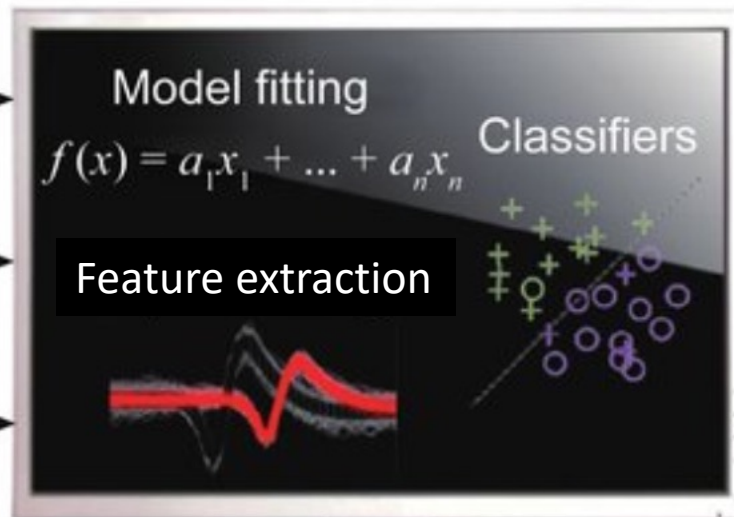 Model fitting
f(x) = a₁x₁ + ... + aₙxₙ
Classifiers
Feature extraction